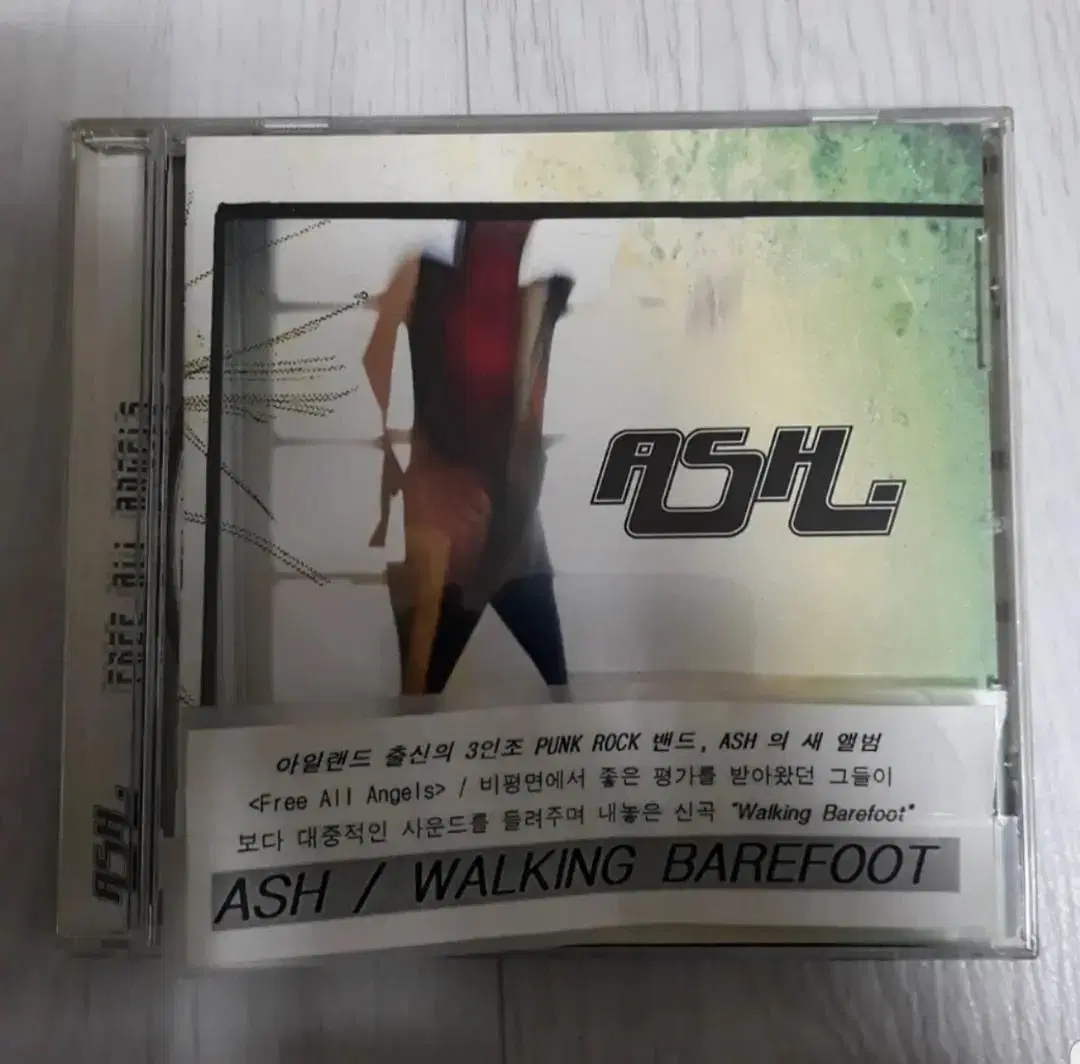 FREE ALL ANGELS
ASH.
ASH.
아일랜드 출신의 3인조 PUNK ROCK 밴드, ASH 의 새 앨범
<Free All Angels> / 비평면에서 좋은 평가를 받아왔던 그들이
보다 대중적인 사운드를 들려주며 내놓은 신곡 "Walking Barefoot"
ASH / WALKING BAREFOOT